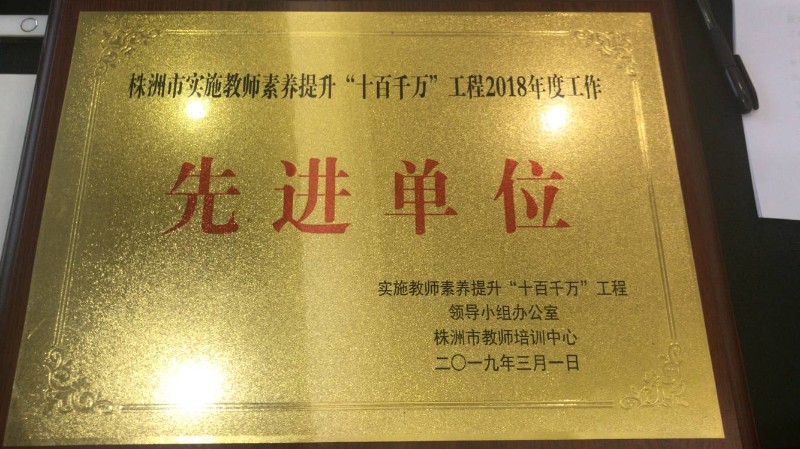 株洲市实施教师素养提升“十百千万”工程2018年度工作
先进单位
实施教师素养提升“十百千万”工程
领导小组办公室
株洲市教师培训中心
二〇一九年三月一日